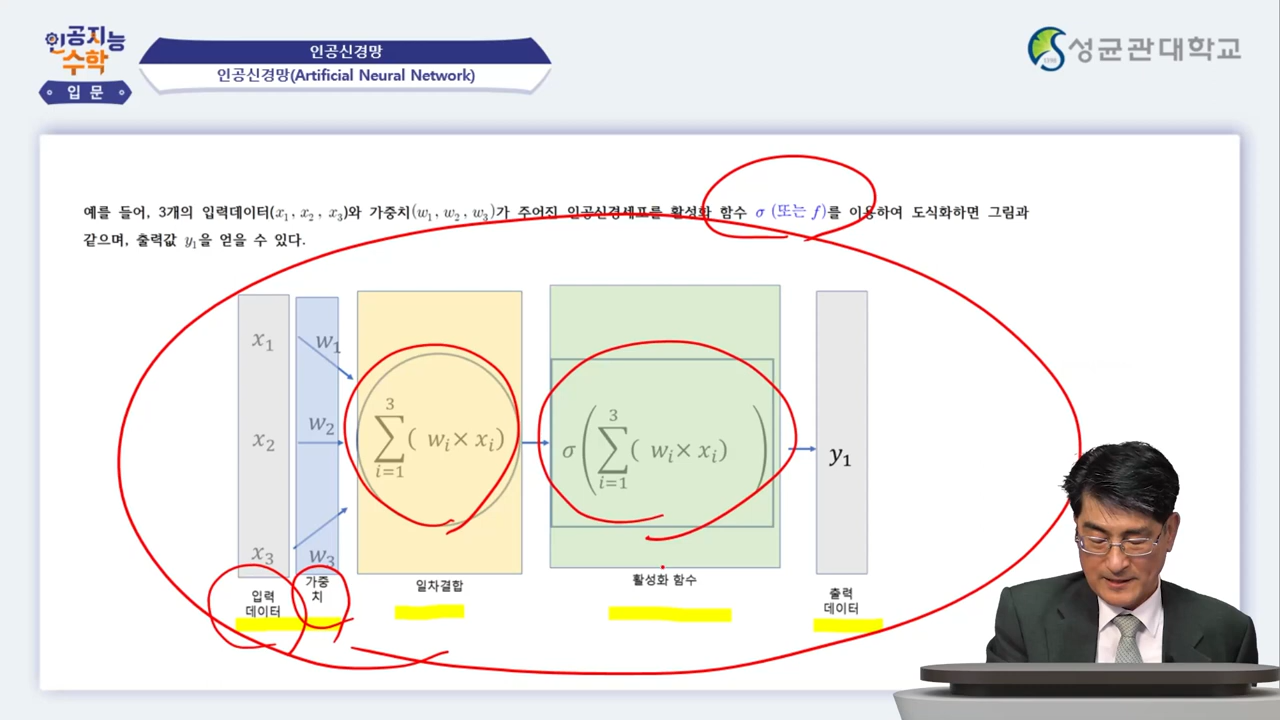 인공지능
수학
입문
인공신경망
인공신경망(Artificial Neural Network)
성균관대학교
예를 들어, 3개의 입력데이터(x₁, x₂, x₃)와 가중치(w₁, w₂, w₃)가 주어진 인공신경세포를 활성화 함수 σ (또는 f)를 이용하여 도식화하면 그림과
같으며, 출력값 y₁을 얻을 수 있다.
x₁
x₂
x₃
w₁
w₂
w₃
3
∑ ( wᵢ× xᵢ)
i=1
3
σ(∑ ( wᵢ× xᵢ) )
i=1
y₁
입력
데이터
가중
치
일차결합
활성화 함수
출력
데이터